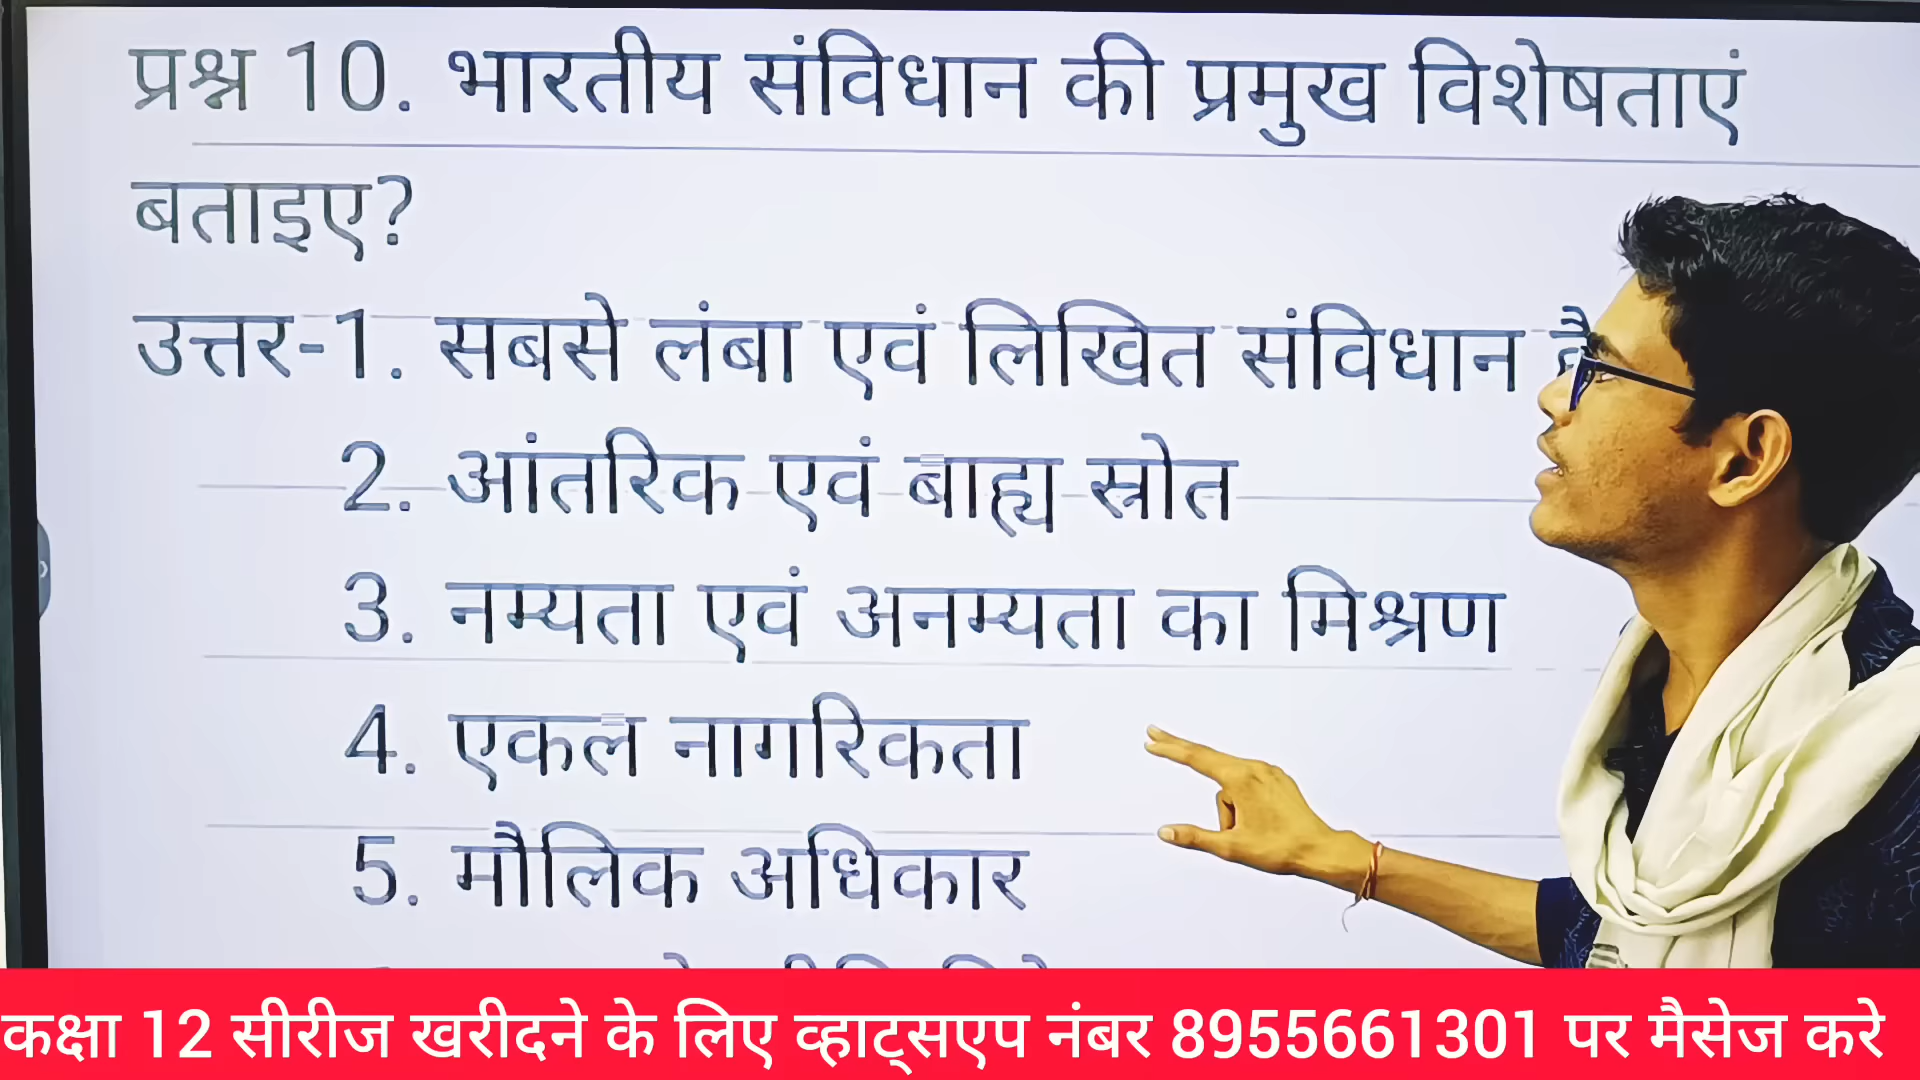 प्रश्न 10. भारतीय संविधान की प्रमुख विशेषताएं
बताइए?
उत्तर-1. सबसे लंबा एवं लिखित संविधान
2. आंतरिक एवं बाह्य स्रोत
3. नम्यता एवं अनम्यता का मिश्रण
4. एकल नागरिकता
5. मौलिक अधिकार
कक्षा 12 सीरीज खरीदने के लिए व्हाट्सएप नंबर 8955661301 पर मैसेज करे